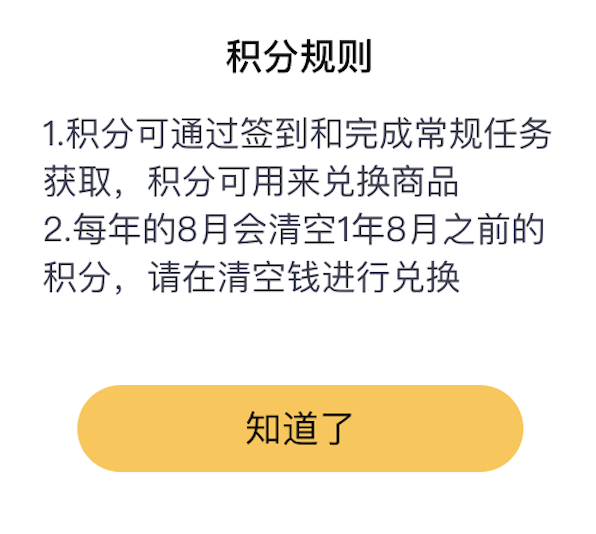 积分规则
1.积分可通过签到和完成常规任务
获取，积分可用来兑换商品
2.每年的8月会清空1年8月之前的
积分，请在清空钱进行兑换
知道了